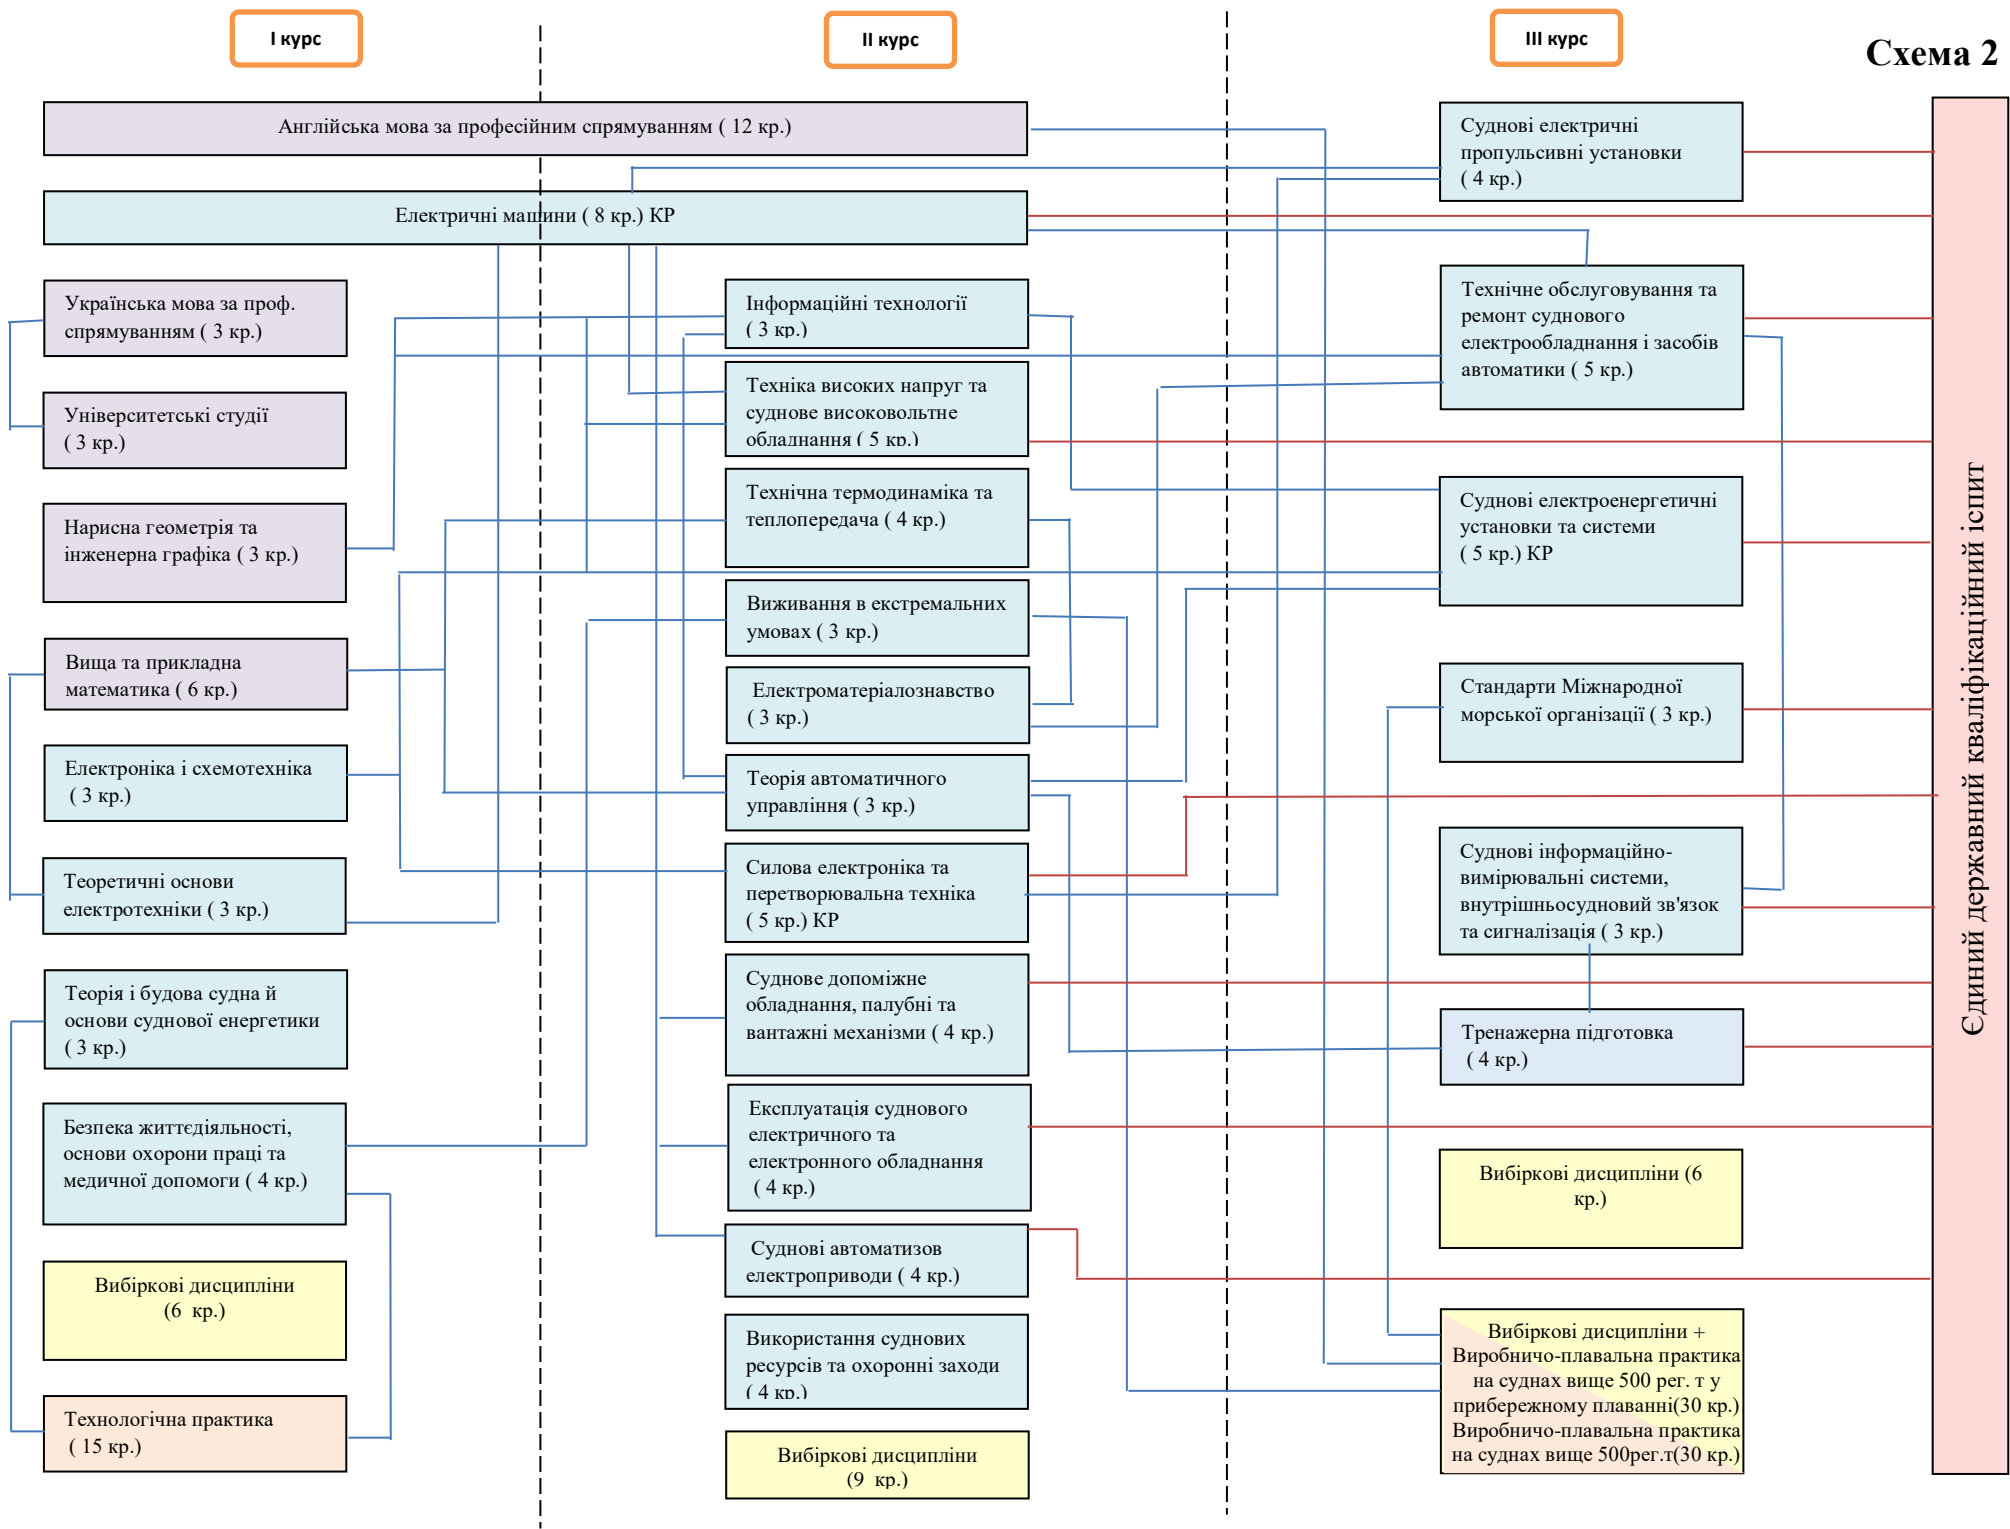 І курс
ІІ курс
ІІІ курс
Схема 2
Англійська мова за професійним спрямуванням ( 12 кр.)
Електричні машини ( 8 кр.) КР
Українська мова за проф.
спрямуванням ( 3 кр.)
Університетські студії
( 3 кр.)
Нарисна геометрія та
інженерна графіка ( 3 кр.)
Вища та прикладна
математика ( 6 кр.)
Електроніка і схемотехніка
( 3 кр.)
Теоретичні основи
електротехніки ( 3 кр.)
Теорія і будова судна й
основи суднової енергетики
( 3 кр.)
Безпека життєдіяльності,
основи охорони праці та
медичної допомоги ( 4 кр.)
Вибіркові дисципліни
(6 кр.)
Технологічна практика
( 15 кр.)
Інформаційні технології
( 3 кр.)
Техніка високих напруг та
суднове високовольтне
обладнання ( 5 кр.)
Технічна термодинаміка та
теплопередача ( 4 кр.)
Виживання в екстремальних
умовах ( 3 кр.)
Електроматеріалознавство
( 3 кр.)
Теорія автоматичного
управління ( 3 кр.)
Силова електроніка та
перетворювальна техніка
( 5 кр.) КР
Суднове допоміжне
обладнання, палубні та
вантажні механізми ( 4 кр.)
Експлуатація суднового
електричного та
електронного обладнання
( 4 кр.)
Суднові автоматизов
електроприводи ( 4 кр.)
Використання суднових
ресурсів та охоронні заходи
( 4 кр.)
Вибіркові дисципліни
(9 кр.)
Суднові електричні
пропульсивні установки
( 4 кр.)
Технічне обслуговування та
ремонт суднового
електрообладнання і засобів
автоматики ( 5 кр.)
Суднові електроенергетичні
установки та системи
( 5 кр.) КР
Стандарти Міжнародної
морської організації ( 3 кр.)
Суднові інформаційно-
вимірювальні системи,
внутрішньосудновий зв'язок
та сигналізація ( 3 кр.)
Тренажерна підготовка
( 4 кр.)
Вибіркові дисципліни (6
кр.)
Вибіркові дисципліни +
Виробничо-плавальна практика
на суднах вище 500 рег. т у
прибережному плаванні(30 кр.)
Виробничо-плавальна практика
на суднах вище 500рег.т(30 кр.)
Єдиний державний кваліфікаційний іспит